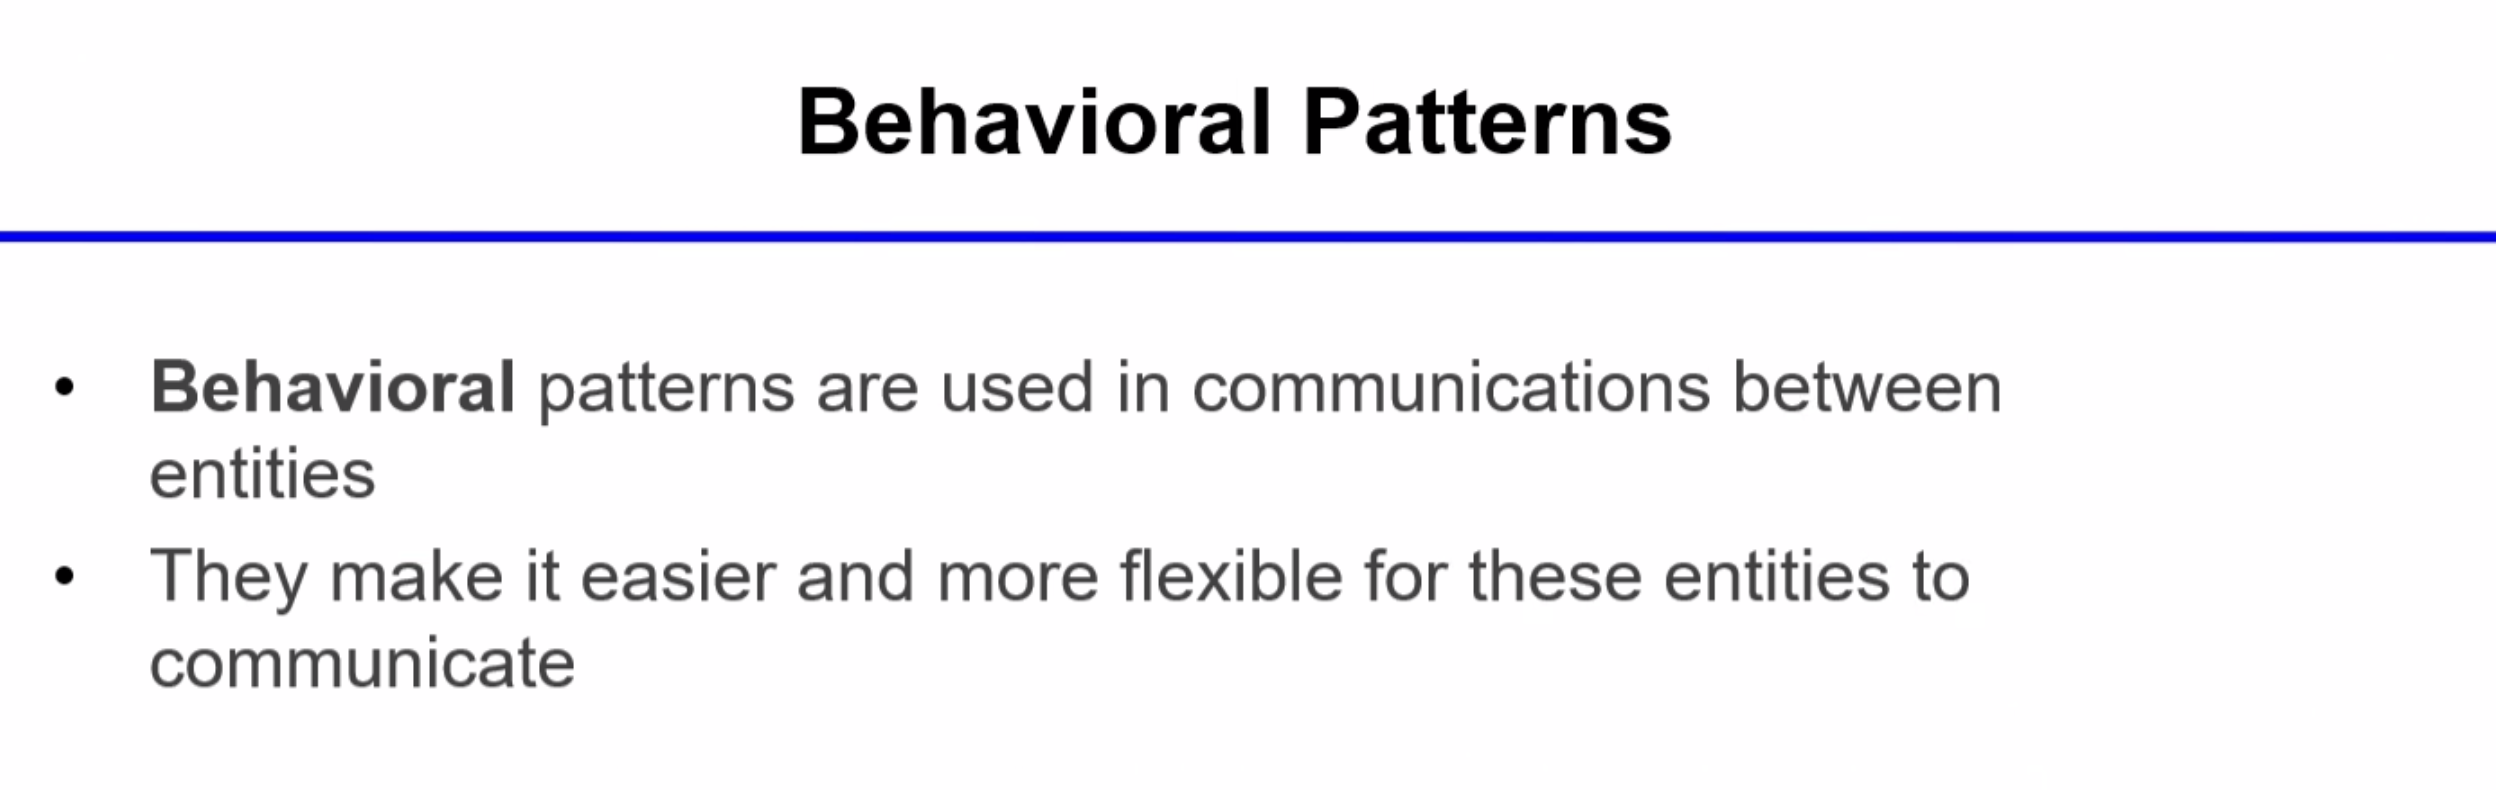 Behavioral Patterns
• Behavioral patterns are used in communications between
entities
• They make it easier and more flexible for these entities to
communicate